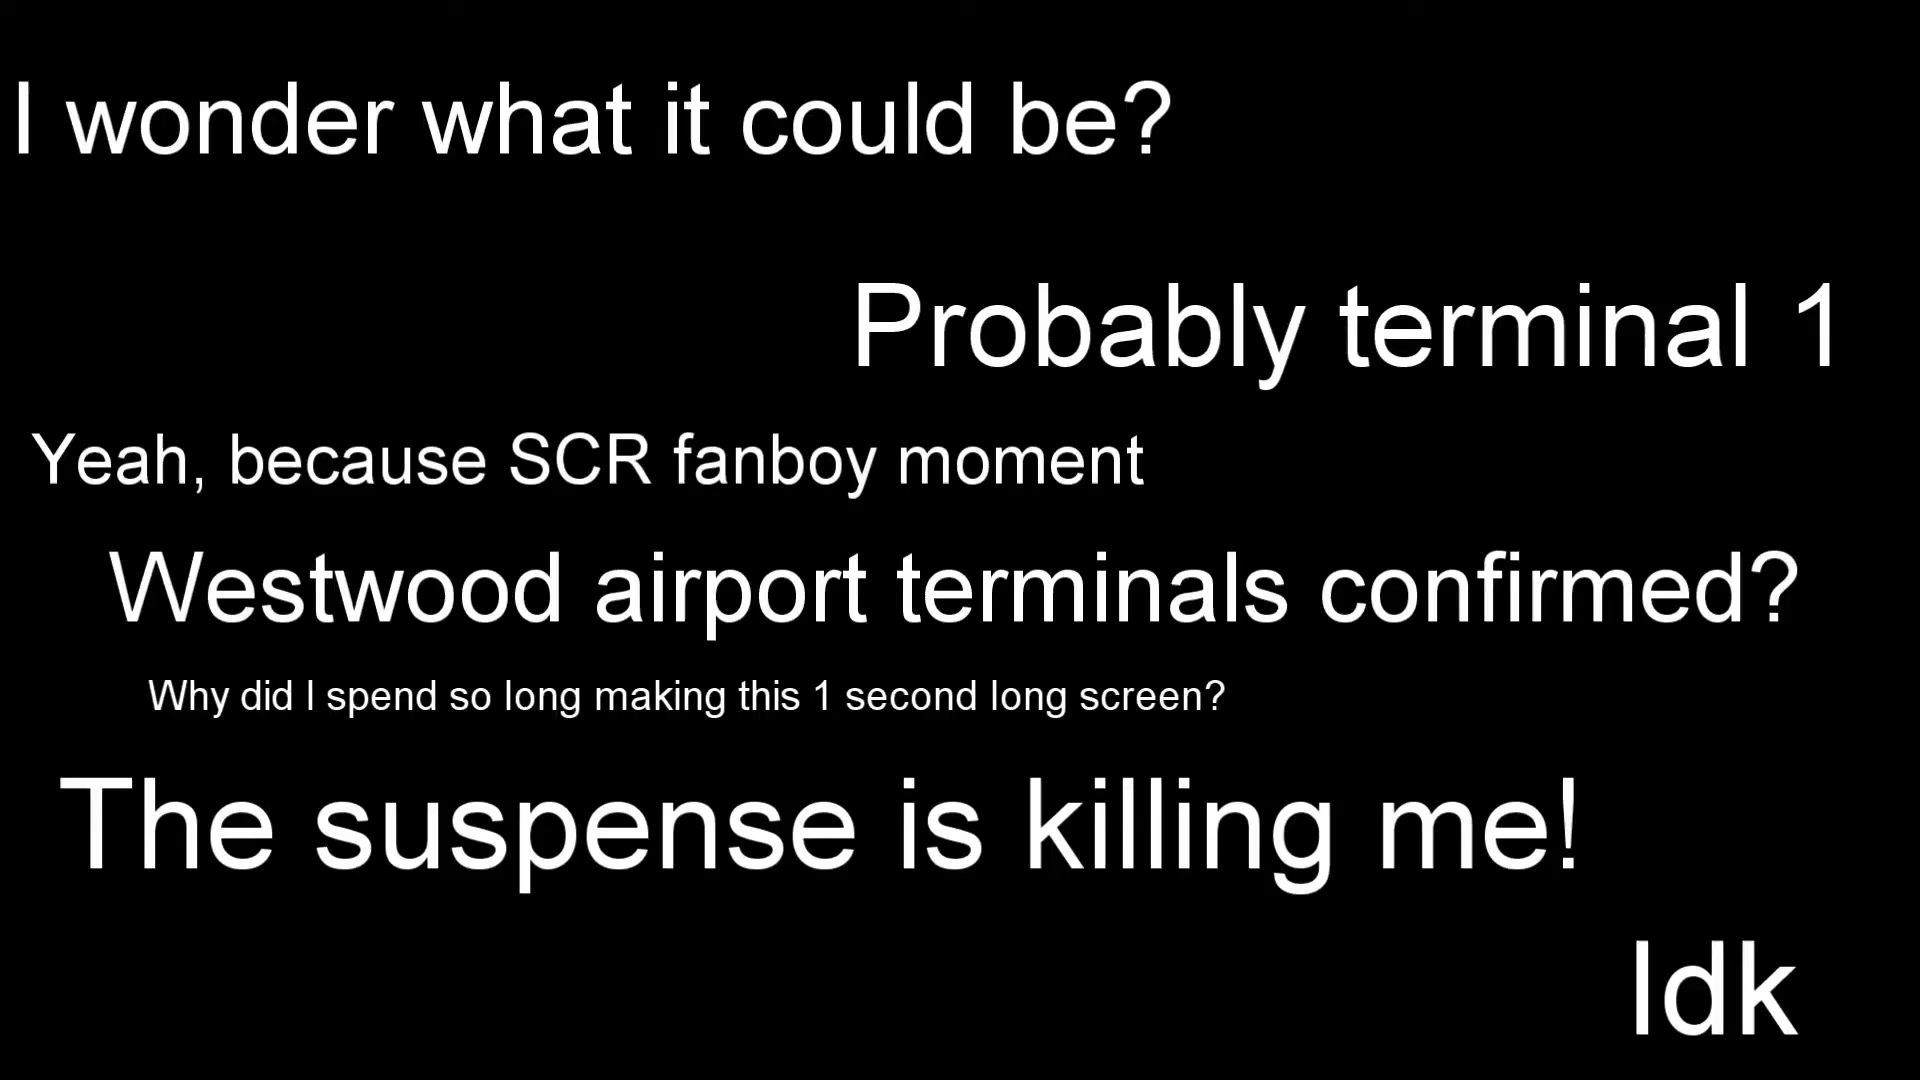 I wonder what it could be?
Probably terminal 1
Yeah, because SCR fanboy moment
Westwood airport terminals confirmed?
Why did I spend so long making this 1 second long screen?
The suspense is killing me!
Idk